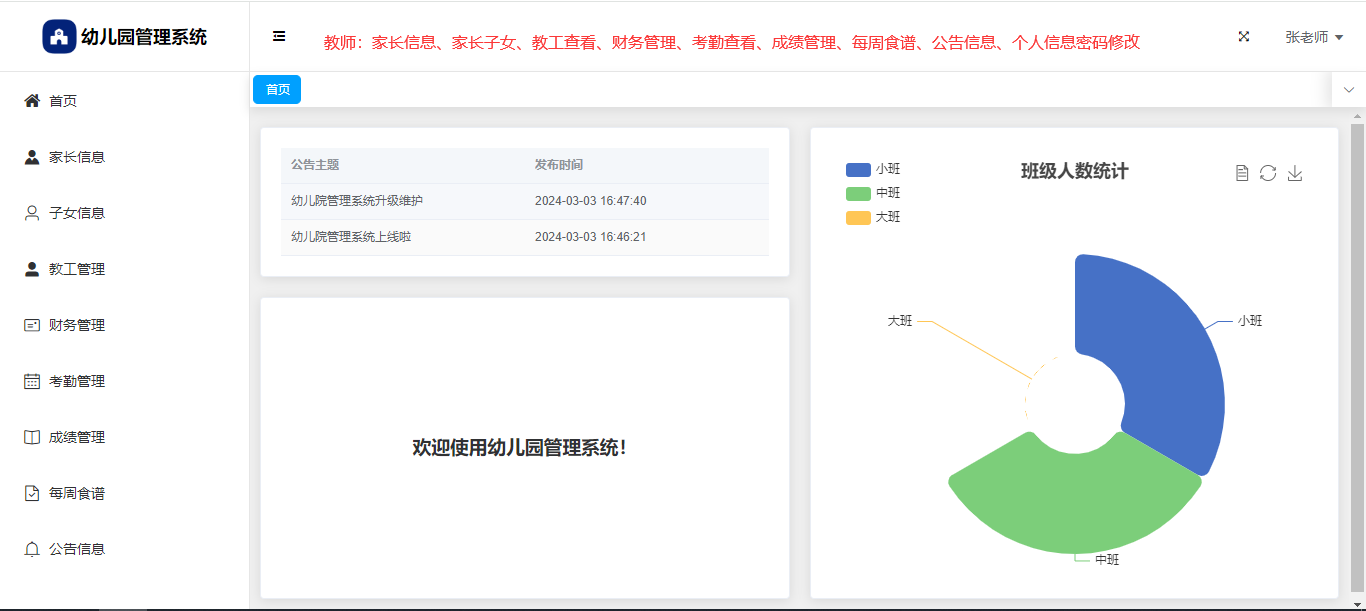 幼儿园管理系统
教师：家长信息、家长子女、教工查看、财务管理、考勤查看、成绩管理、每周食谱、公告信息、个人信息密码修改
张老师
首页
家长信息
子女信息
教工管理
财务管理
考勤管理
成绩管理
每周食谱
公告信息
首页
公告主题 发布时间
幼儿院管理系统升级维护 2024-03-03 16:47:40
幼儿院管理系统上线啦 2024-03-03 16:46:21
欢迎使用幼儿园管理系统！
小班
中班
大班
班级人数统计
大班
小班
中班